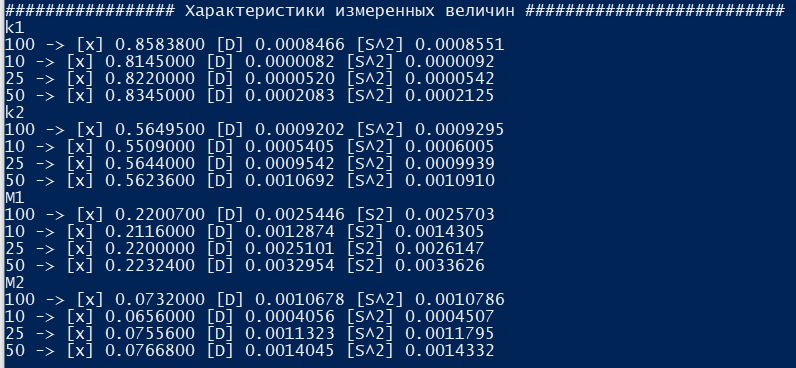 ################# Характеристики измеренных величин ##########################
k1
100 -> [x] 0.8583800 [D] 0.0008466 [S^2] 0.0008551
10 -> [x] 0.8145000 [D] 0.0000082 [S^2] 0.0000092
25 -> [x] 0.8220000 [D] 0.0000520 [S^2] 0.0000542
50 -> [x] 0.8345000 [D] 0.0002083 [S^2] 0.0002125
k2
100 -> [x] 0.5649500 [D] 0.0009202 [S^2] 0.0009295
10 -> [x] 0.5509000 [D] 0.0005405 [S^2] 0.0006005
25 -> [x] 0.5644000 [D] 0.0009542 [S^2] 0.0009939
50 -> [x] 0.5623600 [D] 0.0010692 [S^2] 0.0010910
M1
100 -> [x] 0.2200700 [D] 0.0025446 [S2] 0.0025703
10 -> [x] 0.2116000 [D] 0.0012874 [S2] 0.0014305
25 -> [x] 0.2200000 [D] 0.0025101 [S2] 0.0026147
50 -> [x] 0.2232400 [D] 0.0032954 [S2] 0.0033626
M2
100 -> [x] 0.0732000 [D] 0.0010678 [S^2] 0.0010786
10 -> [x] 0.0656000 [D] 0.0004056 [S^2] 0.0004507
25 -> [x] 0.0755600 [D] 0.0011323 [S^2] 0.0011795
50 -> [x] 0.0766800 [D] 0.0014045 [S^2] 0.0014332